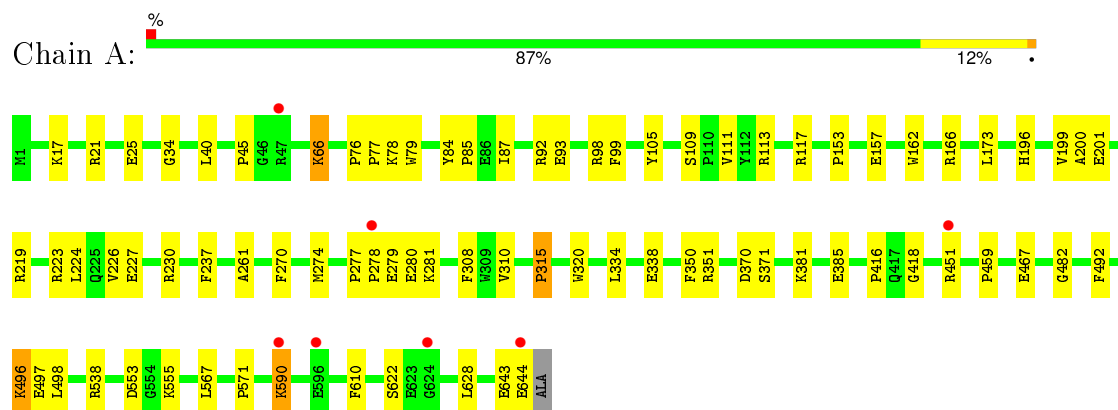 %
Chain A:
87% 12% •
M1 K17 R21 E25 G34 L40 P45 G46 R47 K66 P76 P77 K78 W79 Y84 P85 E86 I87 R92 E93 R98 F99 Y105 S109 P110 V111 Y112 R113 R117 P153 E157 W162 R166 L173 H196 V199 A200 E201
R219 R223 L224 Q225 V226 E227 R230 F237 A261 F270 M274 P277 P278 E279 E280 K281 F308 W309 V310 P315 W320 L334 E338 F350 R351 D370 S371 K381 E385 P416 Q417 G418 R451 P459 E467 G482 F492
K496 E497 L498 R538 D553 G554 K555 L567 P571 K590 E596 F610 S622 E623 G624 L628 E643 E644 ALA